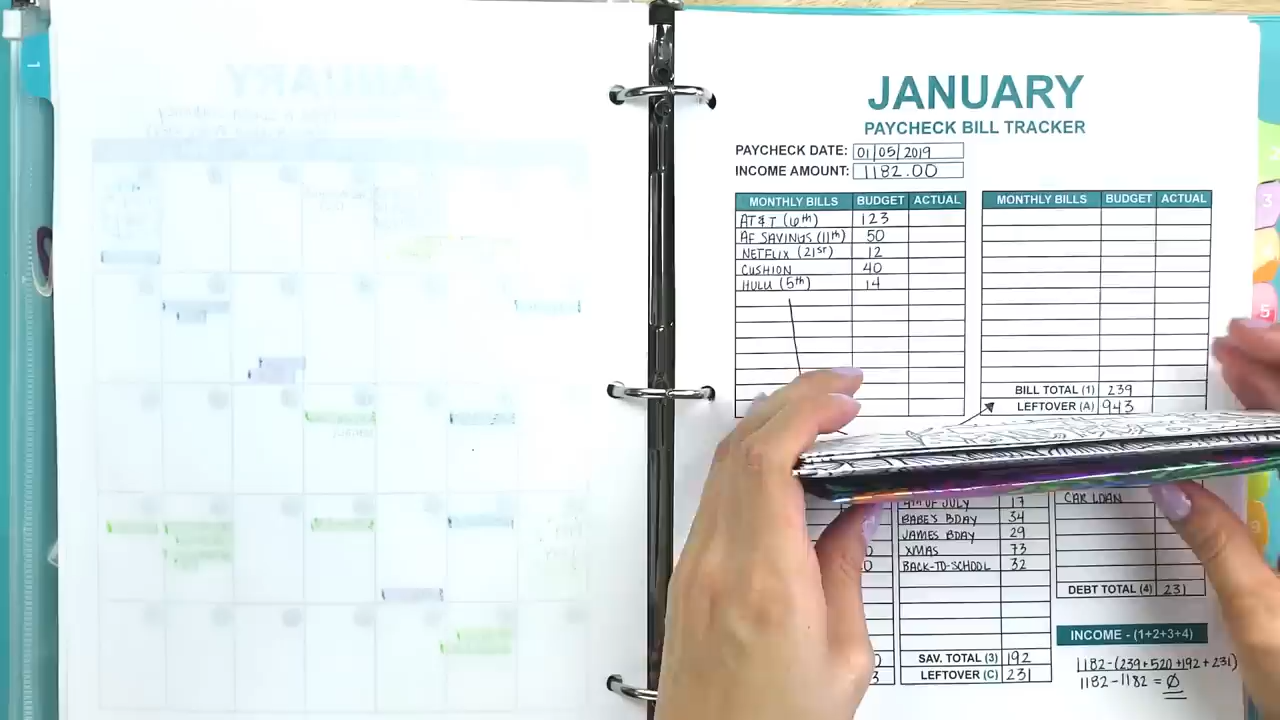 JANUARY
PAYCHECK BILL TRACKER
PAYCHECK DATE: 01/05/2019
INCOME AMOUNT: 1182.00
MONTHLY BILLS BUDGET ACTUAL
AT&T (6th) 123
AF SAVINGS (11th) 50
NETFLIX (21st) 12
CUSHION 40
HULU (5th) 14
MONTHLY BILLS BUDGET ACTUAL
BILL TOTAL (1) 239
LEFTOVER (A) 943
4TH OF JULY 17
BABE'S BDAY 34
JAMES BDAY 29
XMAS 73
BACK-TO-SCHOOL 32
SAV. TOTAL (3) 192
LEFTOVER (C) 231
CAR LOAN
DEBT TOTAL (4) 231
INCOME - (1+2+3+4)
1182-(239+520+192+231)
1182-1182=Ø
1
3
5